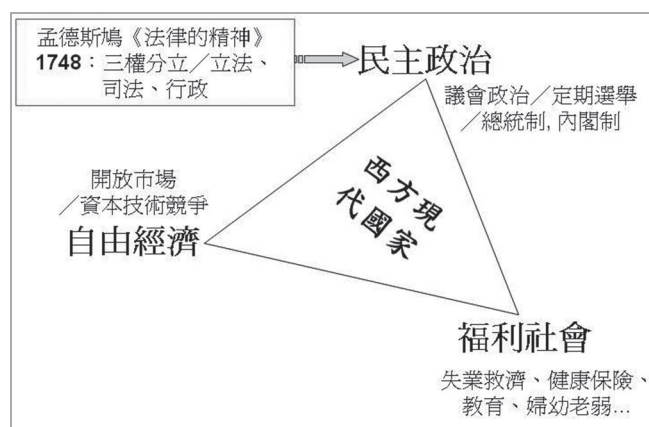 孟德斯鳩《法律的精神》
1748：三權分立／立法、
司法、行政
民主政治
議會政治／定期選舉
／總統制, 內閣制
西方現
代國家
開放市場
／資本技術競爭
自由經濟
福利社會
失業救濟、健康保險、
教育、婦幼老弱…